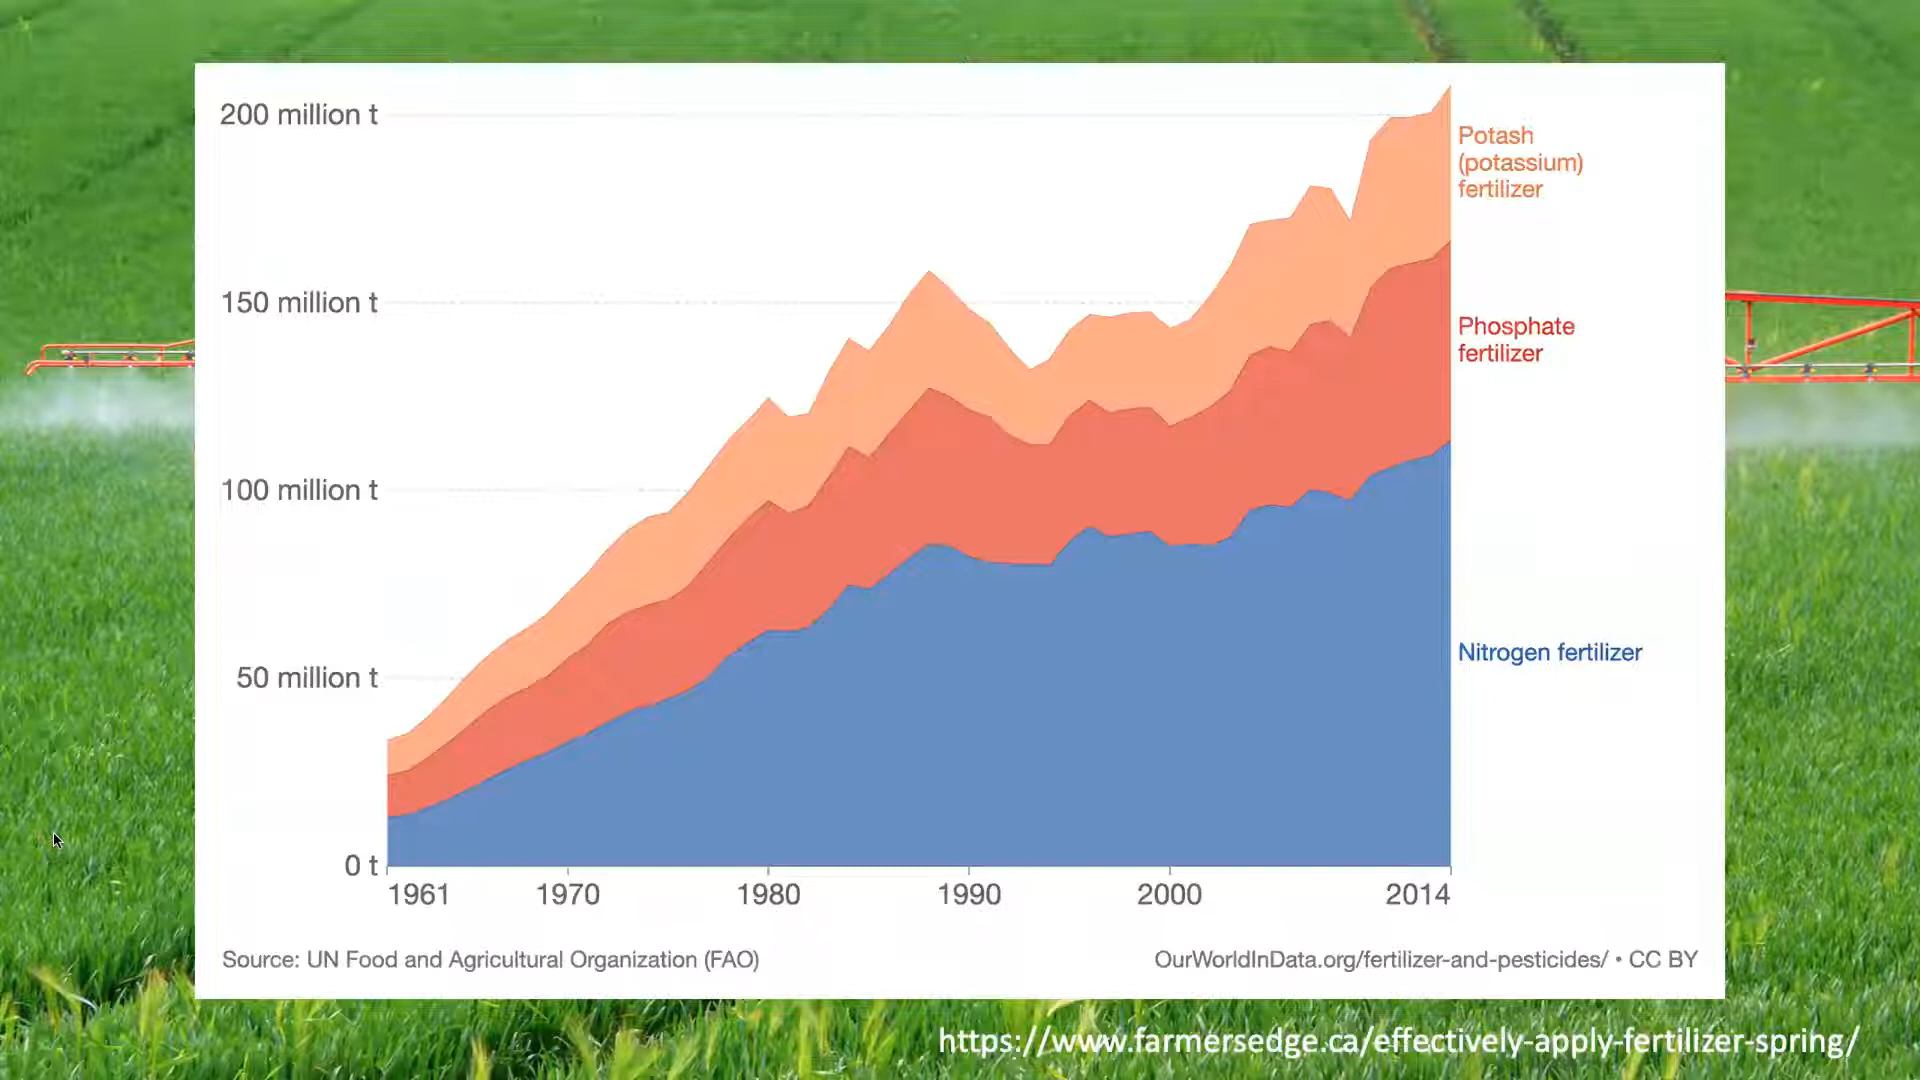 200 million t
150 million t
100 million t
50 million t
0 t
1961
1970
1980
1990
2000
2014
Potash
(potassium)
fertilizer
Phosphate
fertilizer
Nitrogen fertilizer
Source: UN Food and Agricultural Organization (FAO)
OurWorldInData.org/fertilizer-and-pesticides/ • CC BY
https://www.farmersedge.ca/effectively-apply-fertilizer-spring/